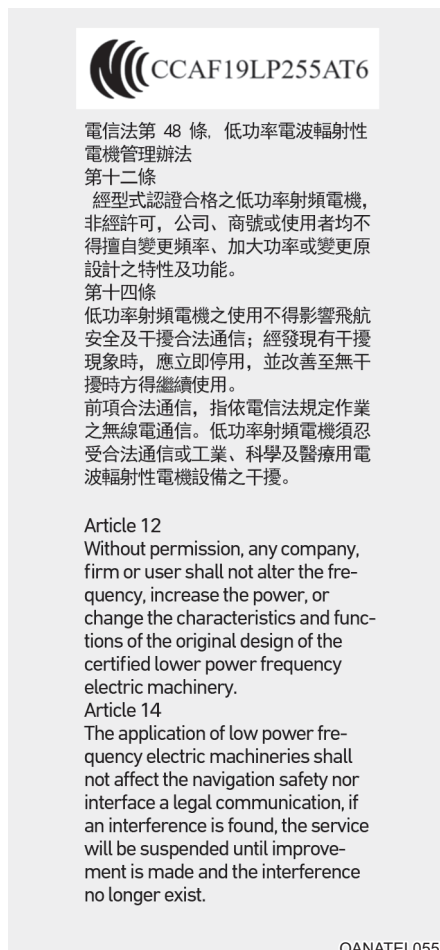 CCAF19LP255AT6
電信法第 48 條, 低功率電波輻射性
電機管理辦法
第十二條
經型式認證合格之低功率射頻電機,
非經許可，公司、商號或使用者均不
得擅自變更頻率、加大功率或變更原
設計之特性及功能。
第十四條
低功率射頻電機之使用不得影響飛航
安全及干擾合法通信；經發現有干擾
現象時，應立即停用，並改善至無干
擾時方得繼續使用。
前項合法通信，指依電信法規定作業
之無線電通信。低功率射頻電機須忍
受合法通信或工業、科學及醫療用電
波輻射性電機設備之干擾。
Article 12
Without permission, any company,
firm or user shall not alter the fre-
quency, increase the power, or
change the characteristics and func-
tions of the original design of the
certified lower power frequency
electric machinery.
Article 14
The application of low power fre-
quency electric machineries shall
not affect the navigation safety nor
interface a legal communication, if
an interference is found, the service
will be suspended until improve-
ment is made and the interference
no longer exist.